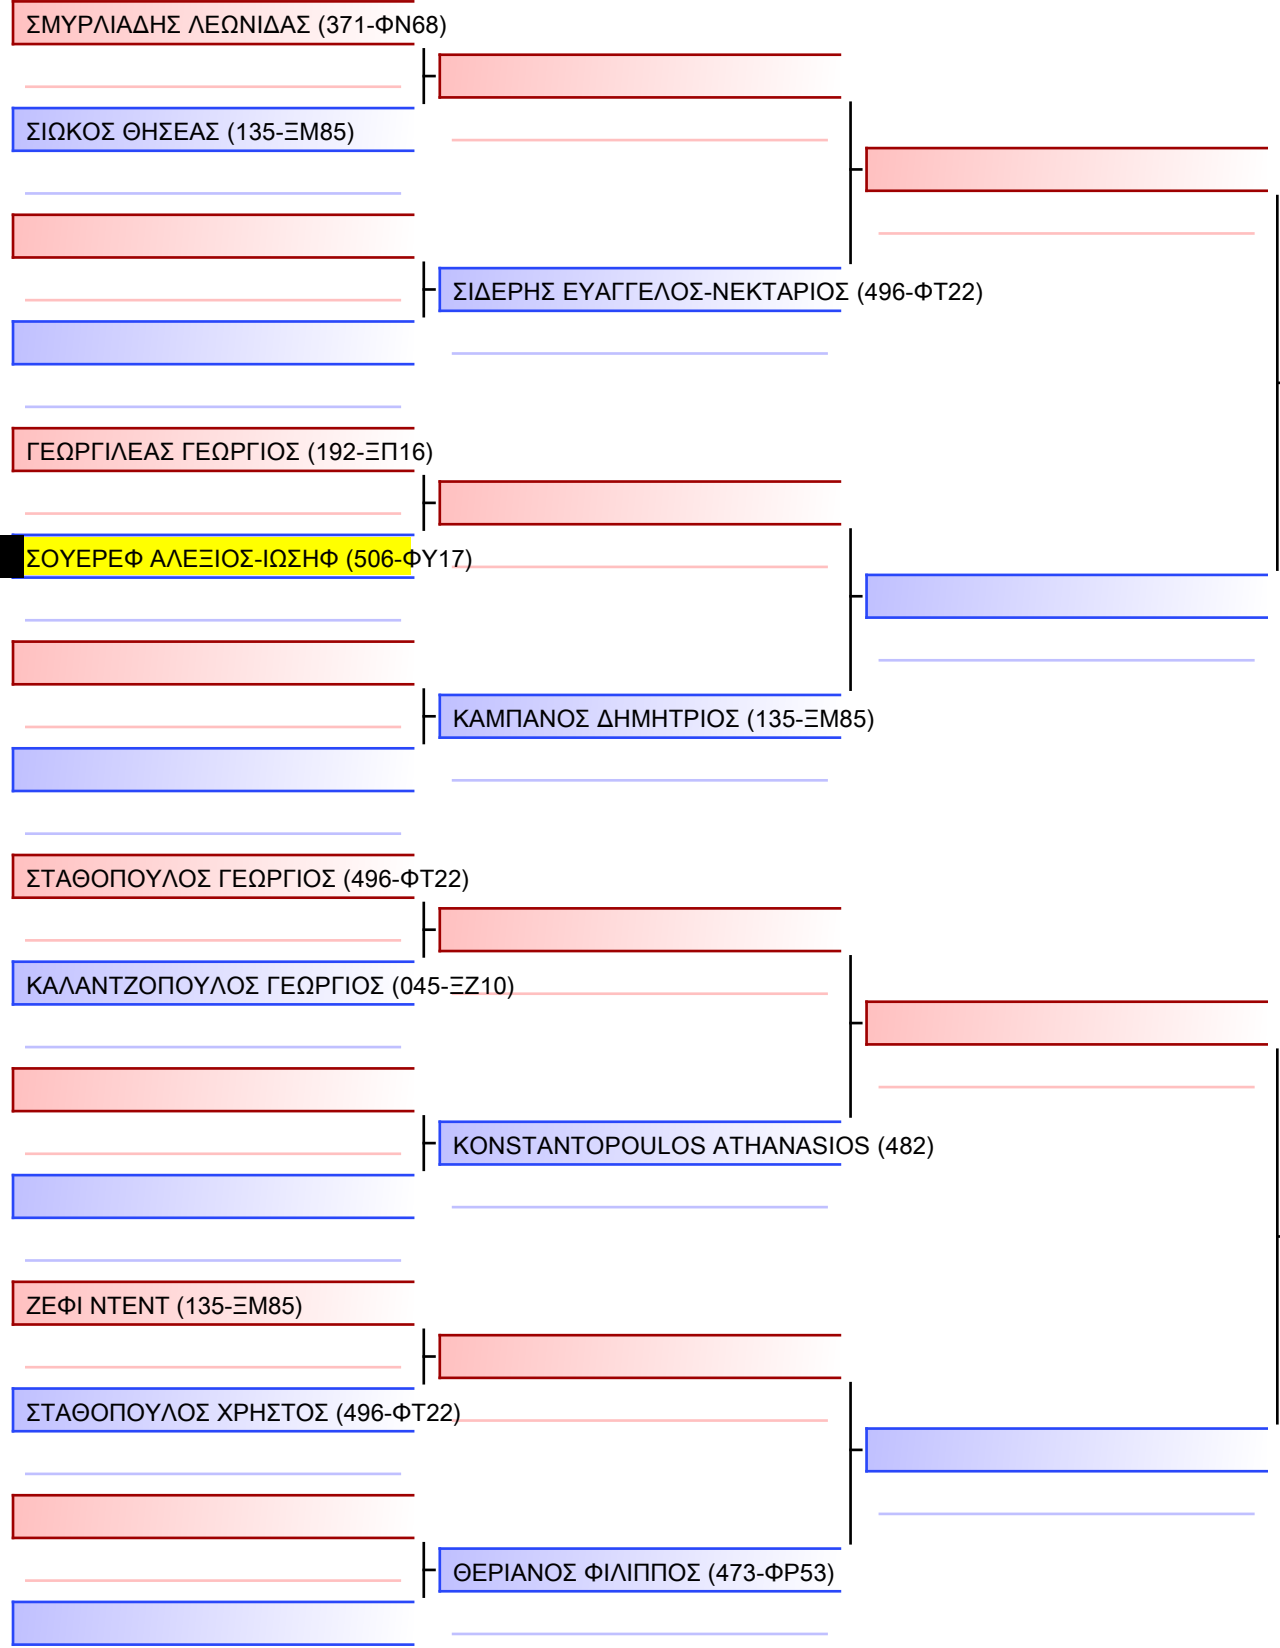 ΣΜΥΡΛΙΑΔΗΣ ΛΕΩΝΙΔΑΣ (371-ΦΝ68)
ΣΙΩΚΟΣ ΘΗΣΕΑΣ (135-ΞΜ85)
ΣΙΔΕΡΗΣ ΕΥΑΓΓΕΛΟΣ-ΝΕΚΤΑΡΙΟΣ (496-ΦΤ22)
ΓΕΩΡΓΙΛΕΑΣ ΓΕΩΡΓΙΟΣ (192-ΞΠ16)
ΣΟΥΕΡΕΦ ΑΛΕΞΙΟΣ-ΙΩΣΗΦ (506-ΦΥ17)
ΚΑΜΠΑΝΟΣ ΔΗΜΗΤΡΙΟΣ (135-ΞΜ85)
ΣΤΑΘΟΠΟΥΛΟΣ ΓΕΩΡΓΙΟΣ (496-ΦΤ22)
ΚΑΛΑΝΤΖΟΠΟΥΛΟΣ ΓΕΩΡΓΙΟΣ (045-ΞΖ10)
KONSTANTOPOULOS ATHANASIOS (482)
ΖΕΦΙ ΝΤΕΝΤ (135-ΞΜ85)
ΣΤΑΘΟΠΟΥΛΟΣ ΧΡΗΣΤΟΣ (496-ΦΤ22)
ΘΕΡΙΑΝΟΣ ΦΙΛΙΠΠΟΣ (473-ΦΡ53)